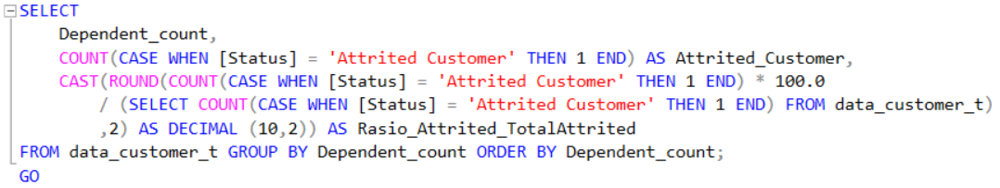 SELECT
Dependent_count,
COUNT(CASE WHEN [Status] = 'Attrited Customer' THEN 1 END) AS Attrited_Customer,
CAST(ROUND(COUNT(CASE WHEN [Status] = 'Attrited Customer' THEN 1 END) * 100.0
/ (SELECT COUNT(CASE WHEN [Status] = 'Attrited Customer' THEN 1 END) FROM data_customer_t)
,2) AS DECIMAL (10,2)) AS Rasio_Attrited_TotalAttrited
FROM data_customer_t GROUP BY Dependent_count ORDER BY Dependent_count;
GO